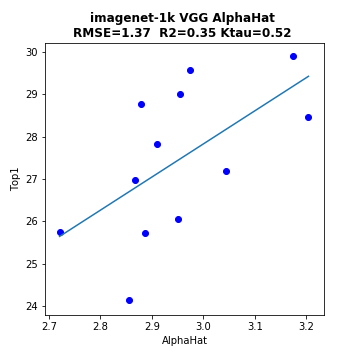 imagenet-1k VGG AlphaHat
RMSE=1.37 R2=0.35 Ktau=0.52
30
29
28
27
26
25
24
Top1
2.7 2.8 2.9 3.0 3.1 3.2
AlphaHat